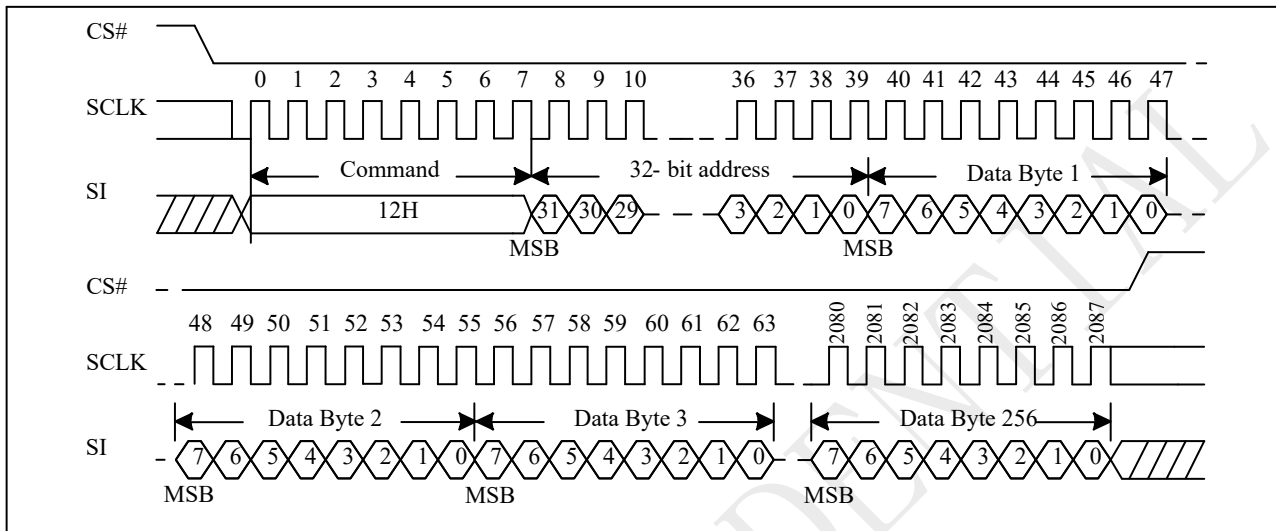 CS#
0 1 2 3 4 5 6 7 8 9 10 36 37 38 39 40 41 42 43 44 45 46 47
SCLK
Command 32- bit address Data Byte 1
SI
12H 31 30 29 3 2 1 0 7 6 5 4 3 2 1 0
MSB MSB
CS#
48 49 50 51 52 53 54 55 56 57 58 59 60 61 62 63 2080 2081 2082 2083 2084 2085 2086 2087
SCLK
Data Byte 2 Data Byte 3 Data Byte 256
SI
7 6 5 4 3 2 1 0 7 6 5 4 3 2 1 0 7 6 5 4 3 2 1 0
MSB MSB MSB
DENTIAL